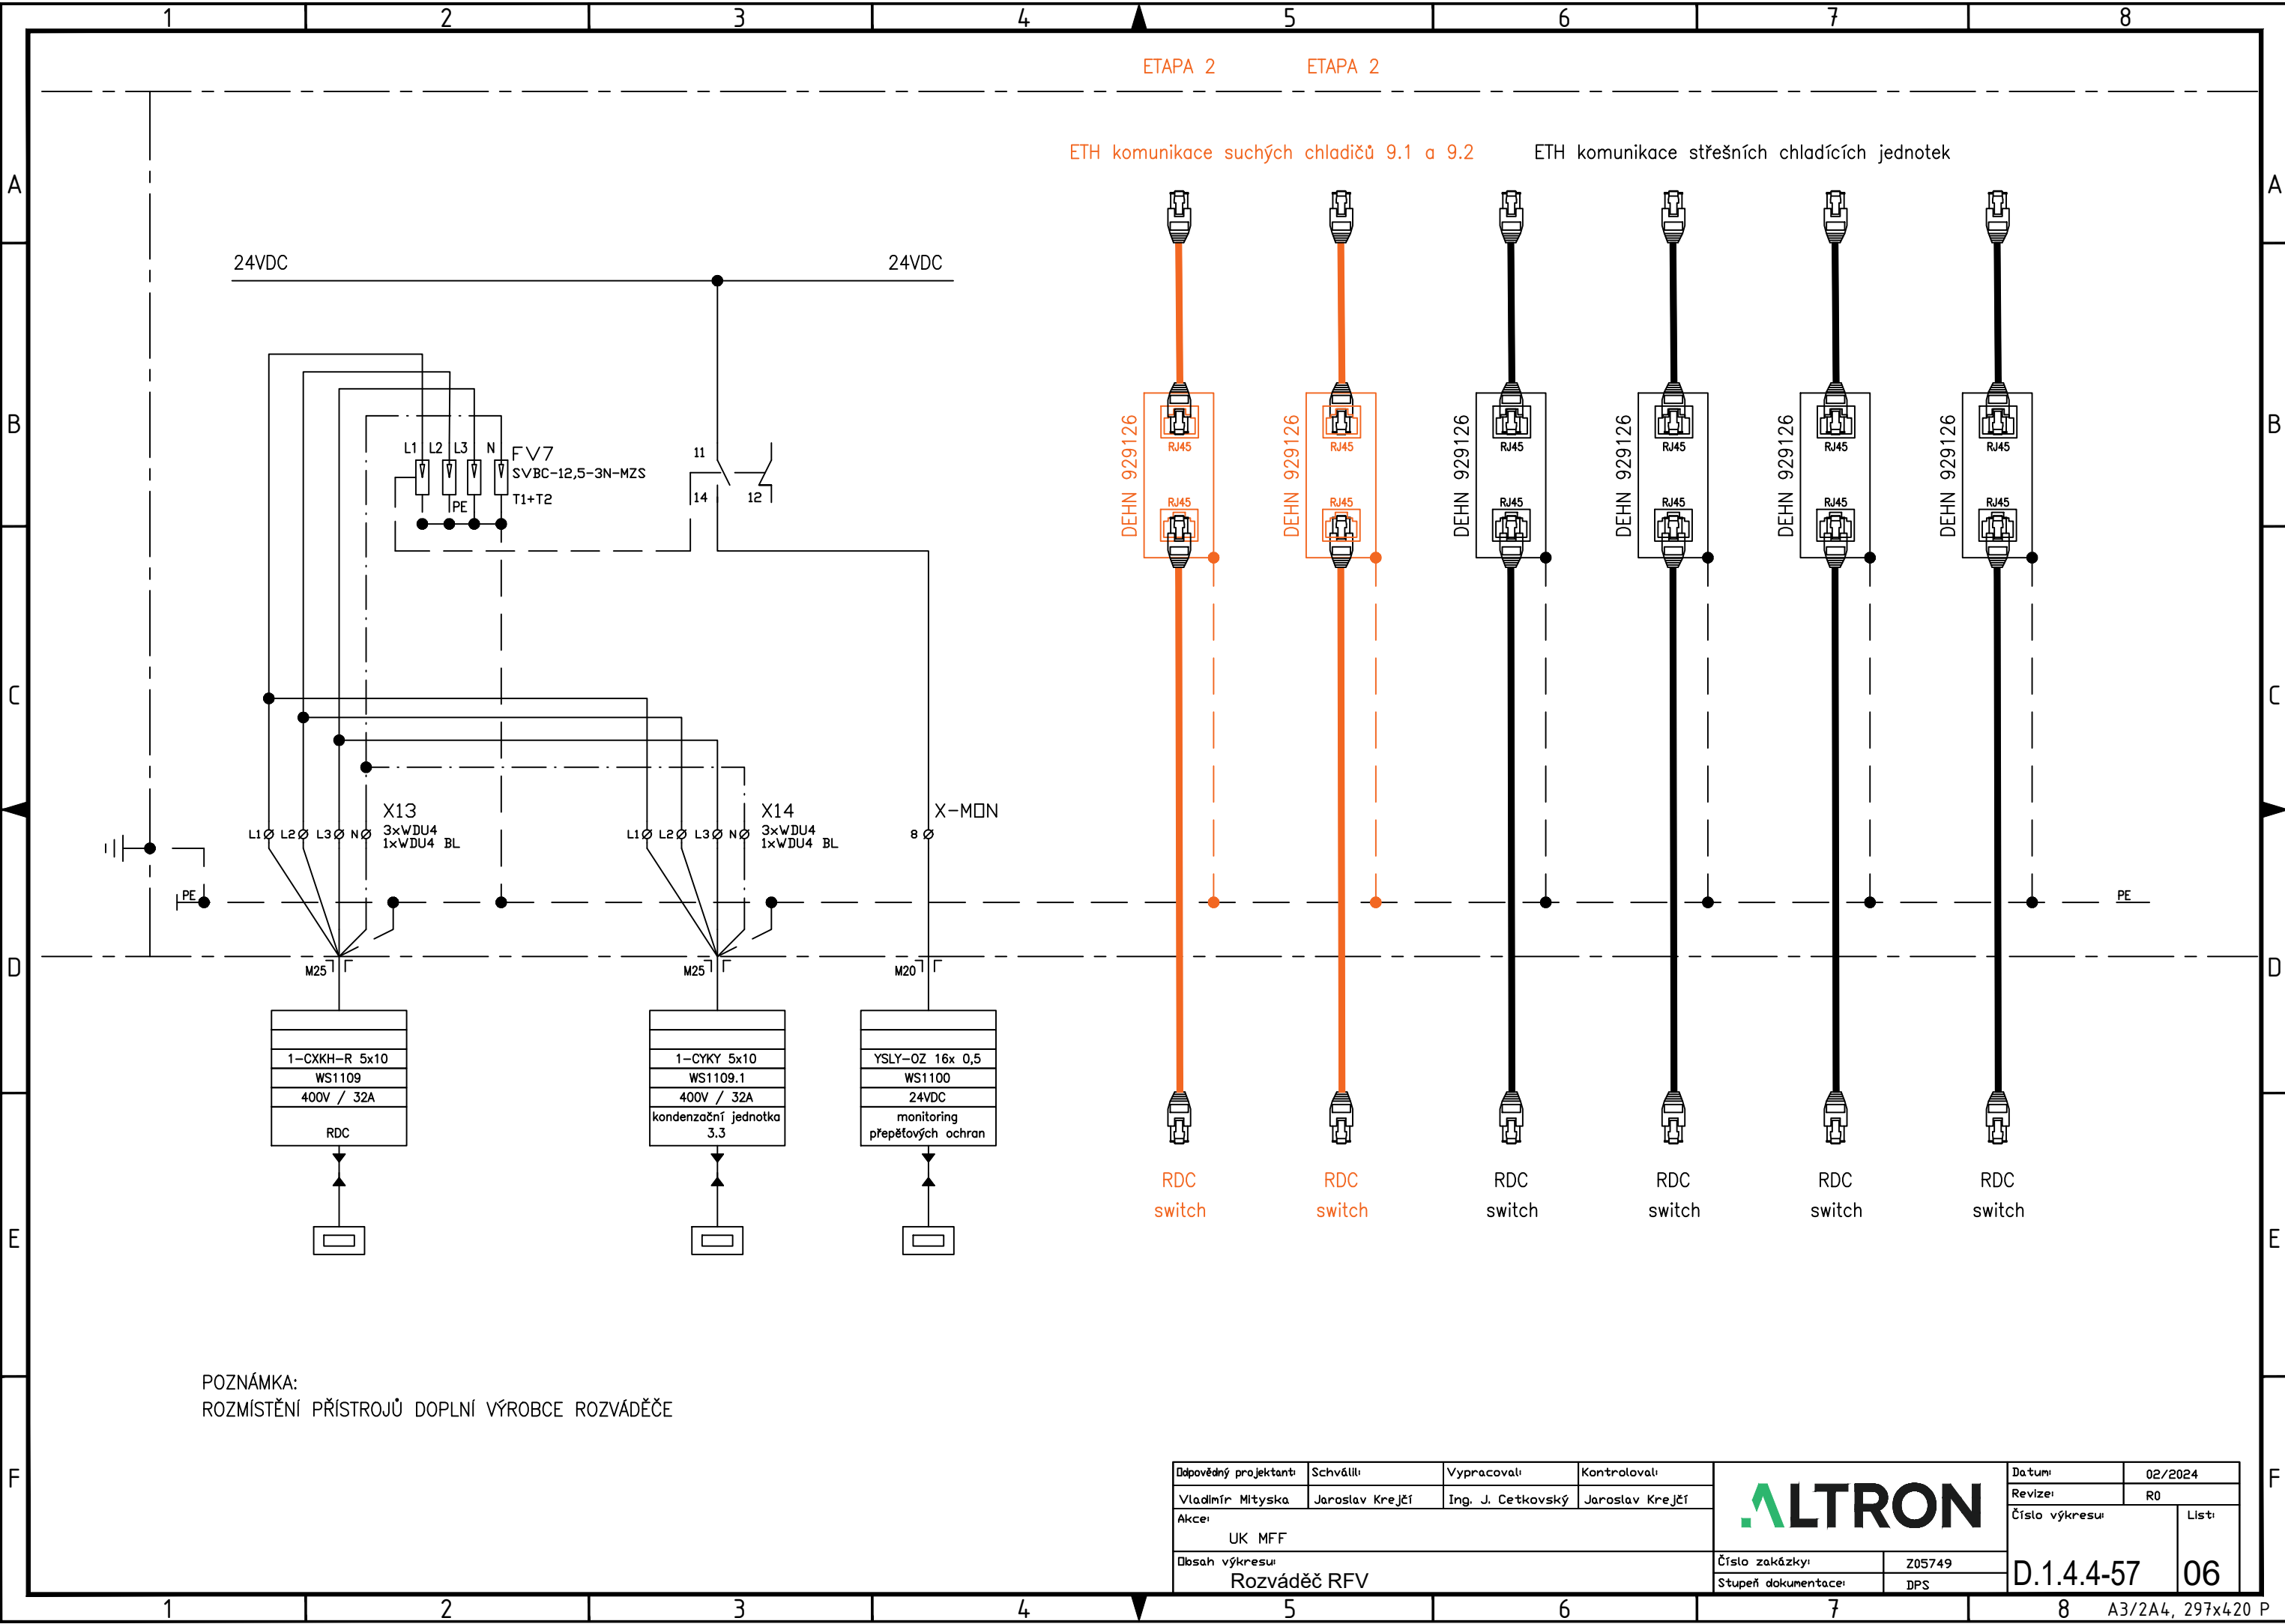 1 2 3 4 5 6 7 8
ETAPA 2 ETAPA 2
ETH komunikace suchých chladičů 9.1 a 9.2 ETH komunikace střešních chladících jednotek
A A
24VDC 24VDC
B B
L1 L2 L3 N FV7
SVBC-12,5-3N-MZS
T1+T2
PE
11
14 12
DEHN 929126 DEHN 929126 DEHN 929126 DEHN 929126 DEHN 929126 DEHN 929126
RJ45 RJ45 RJ45 RJ45 RJ45 RJ45
RJ45 RJ45 RJ45 RJ45 RJ45 RJ45
C C
X13 X14 X-MON
L1 L2 L3 N 3xWDU4 L1 L2 L3 N 3xWDU4 8
1xWDU4 BL 1xWDU4 BL
PE PE
D D
M25 M25 M20
1-CXKH-R 5x10 1-CYKY 5x10 YSLY-OZ 16x 0,5
WS1109 WS1109.1 WS1100
400V / 32A 400V / 32A 24VDC
kondenzační jednotka monitoring
RDC 3.3 přepěťových ochran
RDC RDC RDC RDC RDC RDC
switch switch switch switch switch switch
E E
POZNÁMKA:
ROZMÍSTĚNÍ PŘÍSTROJŮ DOPLNÍ VÝROBCE ROZVÁDĚČE
F F
Odpovědný projektant: Schválil: Vypracoval: Kontroloval:
Vladimír Mityska Jaroslav Krejčí Ing. J. Cetkovský Jaroslav Krejčí
Akce:
UK MFF
Obsah výkresu:
Rozváděč RFV
ALTRON
Číslo zakázky: Z05749
Stupeň dokumentace: DPS
Datum: 02/2024
Revize: R0
Číslo výkresu: List:
D.1.4.4-57 06
1 2 3 4 5 6 7 8 A3/2A4, 297x420 P